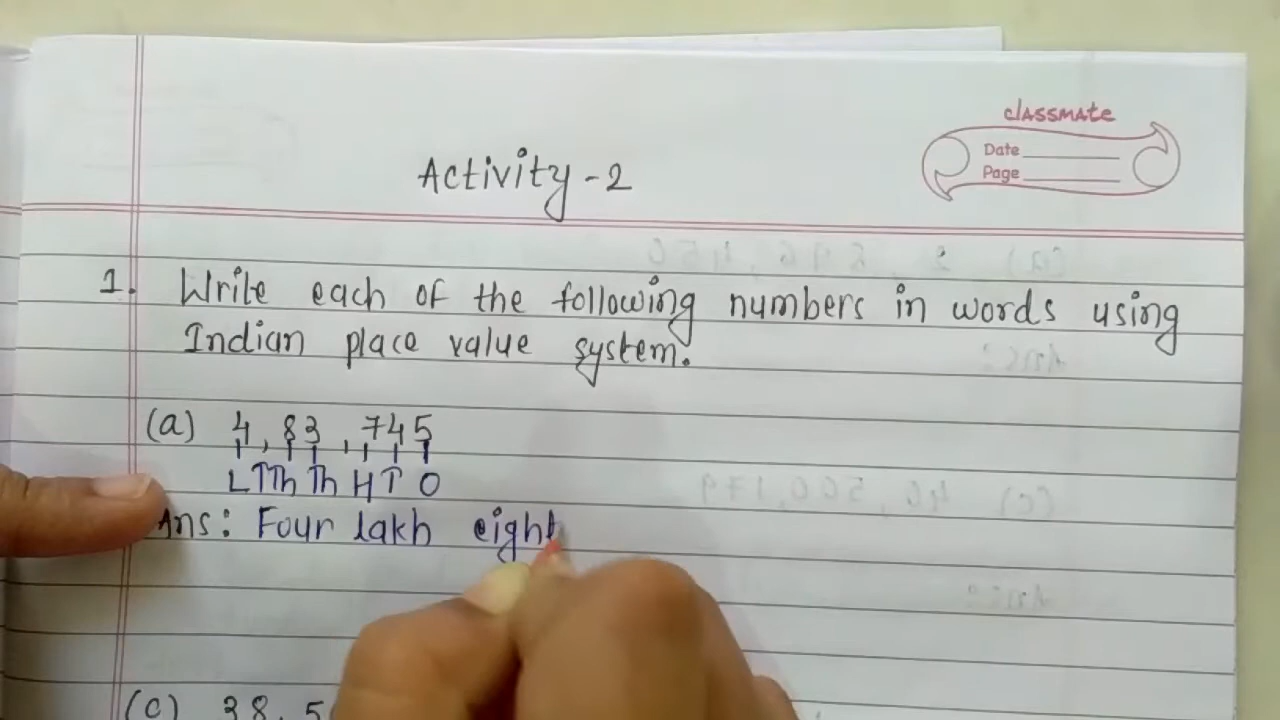 classmate
Date
Page
Activity-2
1. Write each of the following numbers in words using
Indian place value system.
(a) 4,83,745
L TTh Th H T O
Ans: Four lakh eight
(c) 38,5